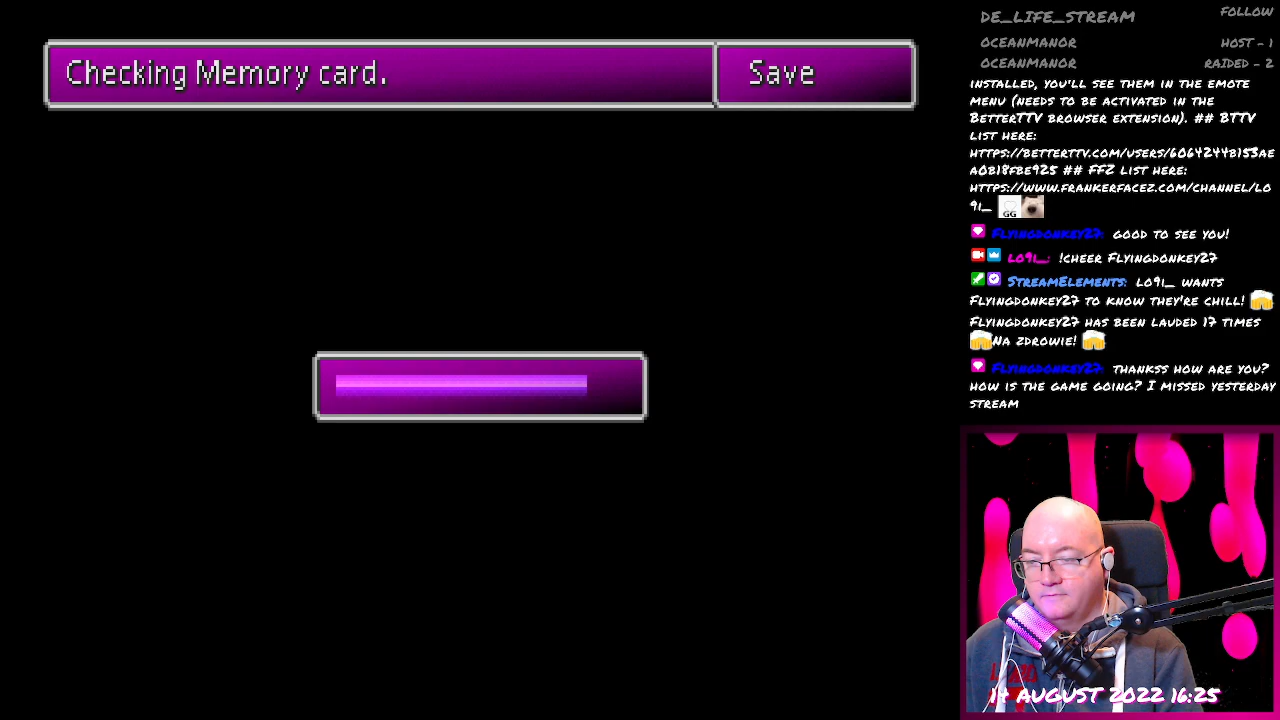 Checking Memory card.
Save
DE_LIFE_STREAM
FOLLOW
OCEANMANOR
HOST - 1
OCEANMANOR
RAIDED - 2
INSTALLED, YOU'LL SEE THEM IN THE EMOTE
MENU (NEEDS TO BE ACTIVATED IN THE
BETTERTTV BROWSER EXTENSION). ## BTTV
LIST HERE:
HTTPS://BETTERTTV.COM/USERS/6064244B153AE
A0B18FBE925 ## FFZ LIST HERE:
HTTPS://WWW.FRANKERFACEZ.COM/CHANNEL/LO
91_ GG
FLYINGDONKEY27: GOOD TO SEE YOU!
LO91_: !CHEER FLYINGDONKEY27
STREAMELEMENTS: LO91_ WANTS
FLYINGDONKEY27 TO KNOW THEY'RE CHILL!
FLYINGDONKEY27 HAS BEEN LAUDED 17 TIMES
NA ZDROWIE!
FLYINGDONKEY27: THANKSS HOW ARE YOU?
HOW IS THE GAME GOING? I MISSED YESTERDAY
STREAM
AUGUST 2022 16:25